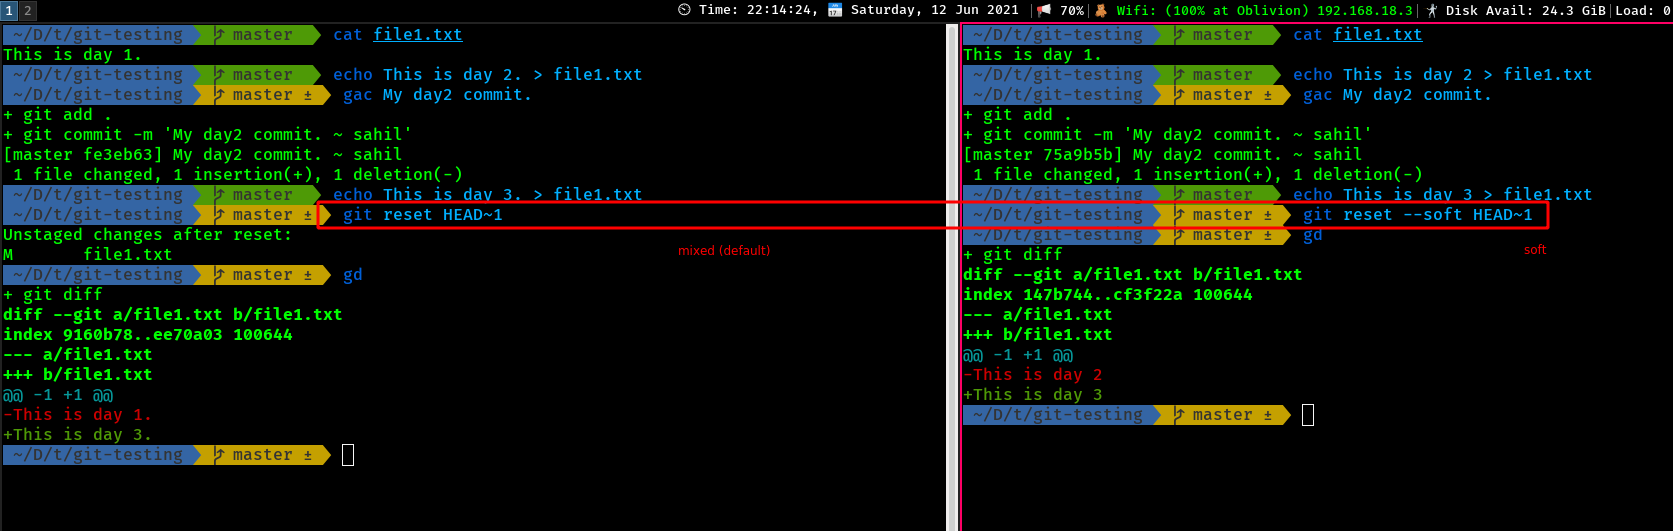 1 2
Time: 22:14:24, Saturday, 12 Jun 2021 | 70%| Wifi: (100% at Oblivion) 192.168.18.3| Disk Avail: 24.3 GiB|Load: 0
~/D/t/git-testing master cat file1.txt
This is day 1.
~/D/t/git-testing master echo This is day 2. > file1.txt
~/D/t/git-testing master ± gac My day2 commit.
+ git add .
+ git commit -m 'My day2 commit. ~ sahil'
[master fe3eb63] My day2 commit. ~ sahil
1 file changed, 1 insertion(+), 1 deletion(-)
~/D/t/git-testing master echo This is day 3. > file1.txt
~/D/t/git-testing master ± git reset HEAD~1
Unstaged changes after reset:
M       file1.txt
~/D/t/git-testing master ± gd
+ git diff
diff --git a/file1.txt b/file1.txt
index 9160b78..ee70a03 100644
--- a/file1.txt
+++ b/file1.txt
@@ -1 +1 @@
-This is day 1.
+This is day 3.
~/D/t/git-testing master ±
mixed (default)
~/D/t/git-testing master cat file1.txt
This is day 1.
~/D/t/git-testing master echo This is day 2 > file1.txt
~/D/t/git-testing master ± gac My day2 commit.
+ git add .
+ git commit -m 'My day2 commit. ~ sahil'
[master 75a9b5b] My day2 commit. ~ sahil
1 file changed, 1 insertion(+), 1 deletion(-)
~/D/t/git-testing master echo This is day 3 > file1.txt
~/D/t/git-testing master ± git reset --soft HEAD~1
~/D/t/git-testing master ± gd
+ git diff
diff --git a/file1.txt b/file1.txt
index 147b744..cf3f22a 100644
--- a/file1.txt
+++ b/file1.txt
@@ -1 +1 @@
-This is day 2
+This is day 3
~/D/t/git-testing master ±
soft